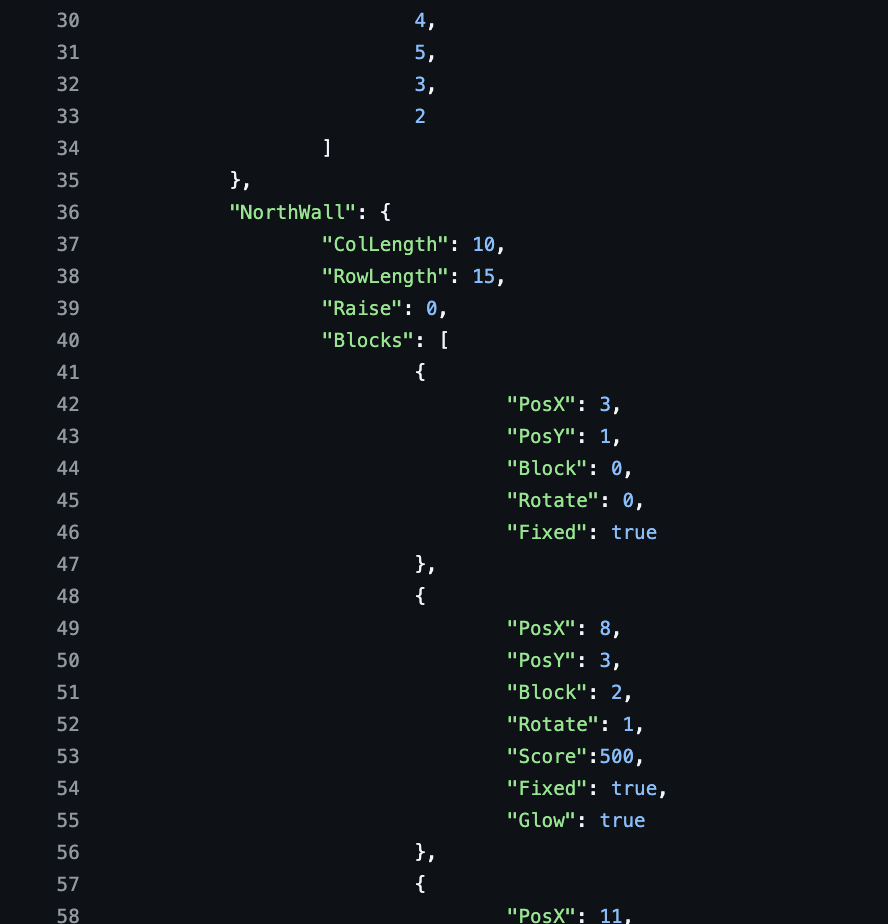 30 4,
31 5,
32 3,
33 2
34 ]
35 },
36 "NorthWall": {
37 "ColLength": 10,
38 "RowLength": 15,
39 "Raise": 0,
40 "Blocks": [
41 {
42 "PosX": 3,
43 "PosY": 1,
44 "Block": 0,
45 "Rotate": 0,
46 "Fixed": true
47 },
48 {
49 "PosX": 8,
50 "PosY": 3,
51 "Block": 2,
52 "Rotate": 1,
53 "Score":500,
54 "Fixed": true,
55 "Glow": true
56 },
57 {
58 "PosX": 11,